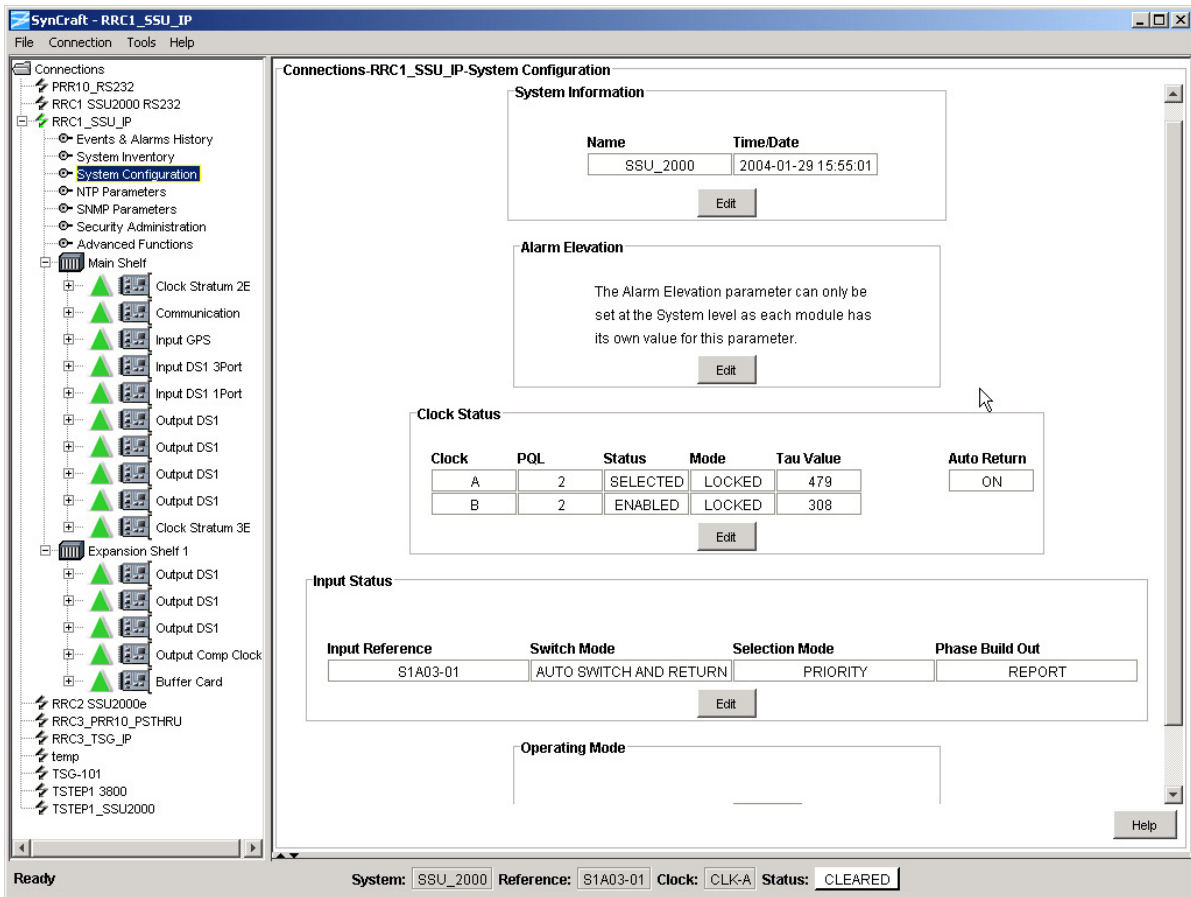 SynCraft - RRC1_SSU_IP
File Connection Tools Help
Connections
PRR10_RS232
RRC1 SSU2000 RS232
RRC1_SSU_IP
Events & Alarms History
System Inventory
System Configuration
NTP Parameters
SNMP Parameters
Security Administration
Advanced Functions
Main Shelf
Clock Stratum 2E
Communication
Input GPS
Input DS1 3Port
Input DS1 1Port
Output DS1
Output DS1
Output DS1
Output DS1
Clock Stratum 3E
Expansion Shelf 1
Output DS1
Output DS1
Output DS1
Output Comp Clock
Buffer Card
RRC2 SSU2000e
RRC3_PRR10_PSTHRU
RRC3_TSG_IP
temp
TSG-101
TSTEP1 3800
TSTEP1_SSU2000
Connections-RRC1_SSU_IP-System Configuration
System Information
Name Time/Date
SSU_2000 2004-01-29 15:55:01
Edit
Alarm Elevation
The Alarm Elevation parameter can only be
set at the System level as each module has
its own value for this parameter.
Edit
Clock Status
Clock PQL Status Mode Tau Value Auto Return
A 2 SELECTED LOCKED 479 ON
B 2 ENABLED LOCKED 308
Edit
Input Status
Input Reference Switch Mode Selection Mode Phase Build Out
S1A03-01 AUTO SWITCH AND RETURN PRIORITY REPORT
Edit
Operating Mode
Help
Ready System: SSU_2000 Reference: S1A03-01 Clock: CLK-A Status: CLEARED